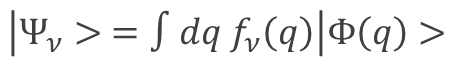 |Ψ_ν > = ∫ dq f_ν(q)|Φ(q) >